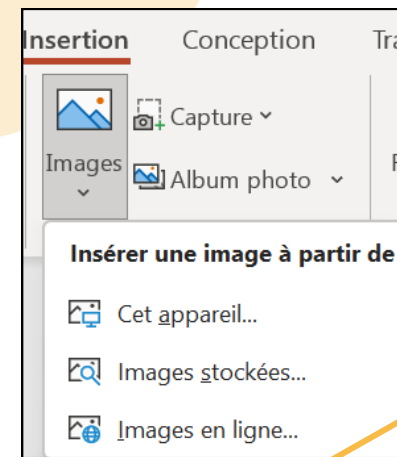 Insertion Conception
Capture
Images
Album photo
Insérer une image à partir de
Cet appareil...
Images stockées...
Images en ligne...